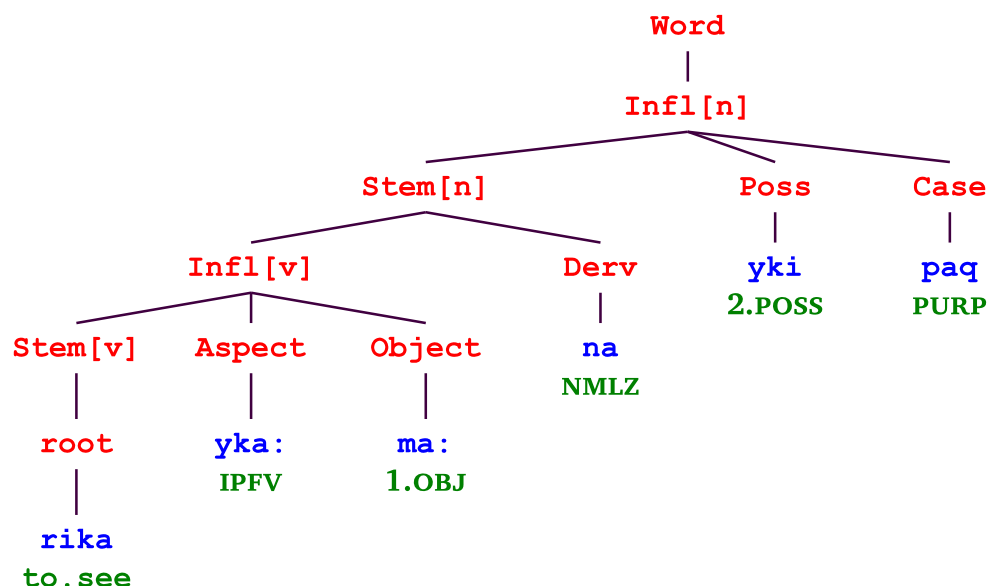 Word
Infl[n]
Stem[n] Poss Case
Infl[v] Derv yki paq
2.POSS PURP
Stem[v] Aspect Object na
NMLZ
root yka: ma:
IPFV 1.OBJ
rika
to.see